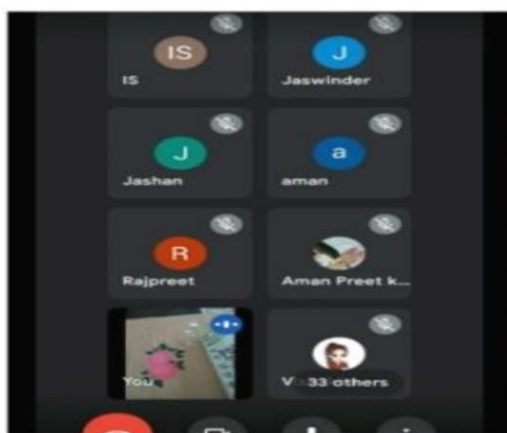 IS
J
IS
Jaswinder
J
a
Jashan
aman
R
Rajpreet
Aman Preet k...
You
V
33 others